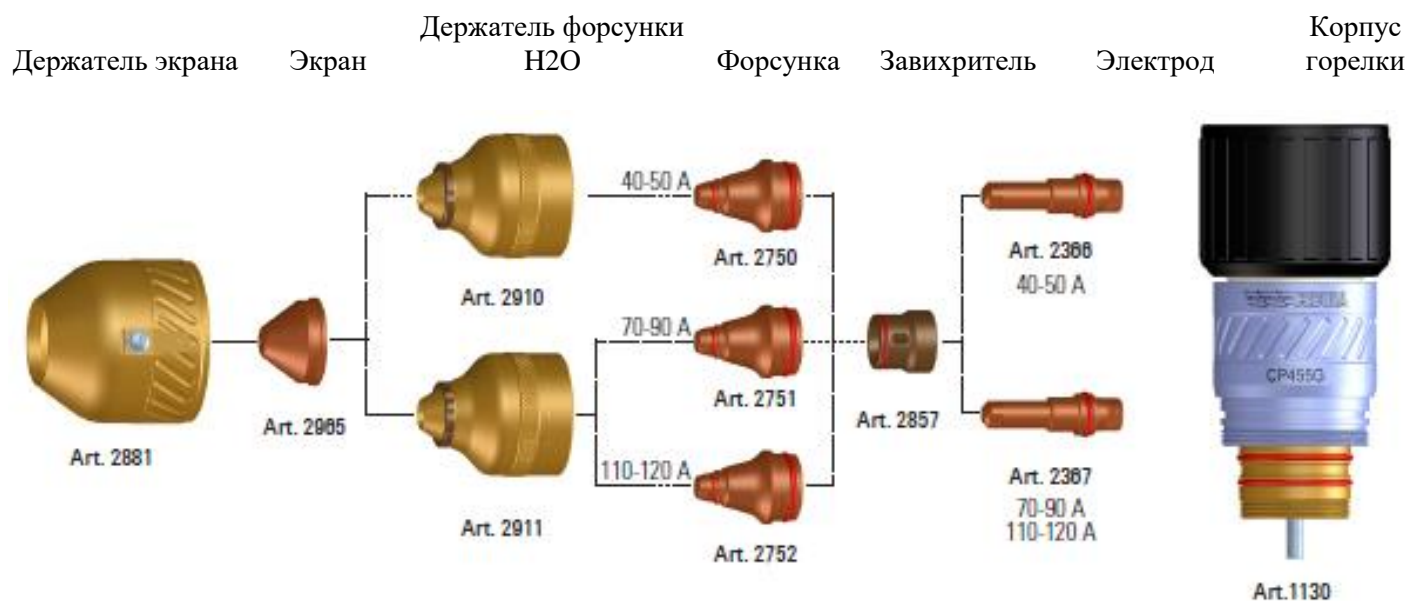 Держатель форсунки Корпус
Держатель экрана Экран H2O Форсунка Завихритель Электрод горелки
40-50 A
Art. 2750
Art. 2366
40-50 A
Art. 2910
70-90 A
CP455G
Art. 2751
Art. 2965
Art. 2857
Art. 2881
110-120 A
Art. 2367
70-90 A
110-120 A
Art. 2911
Art. 2752
Art.1130